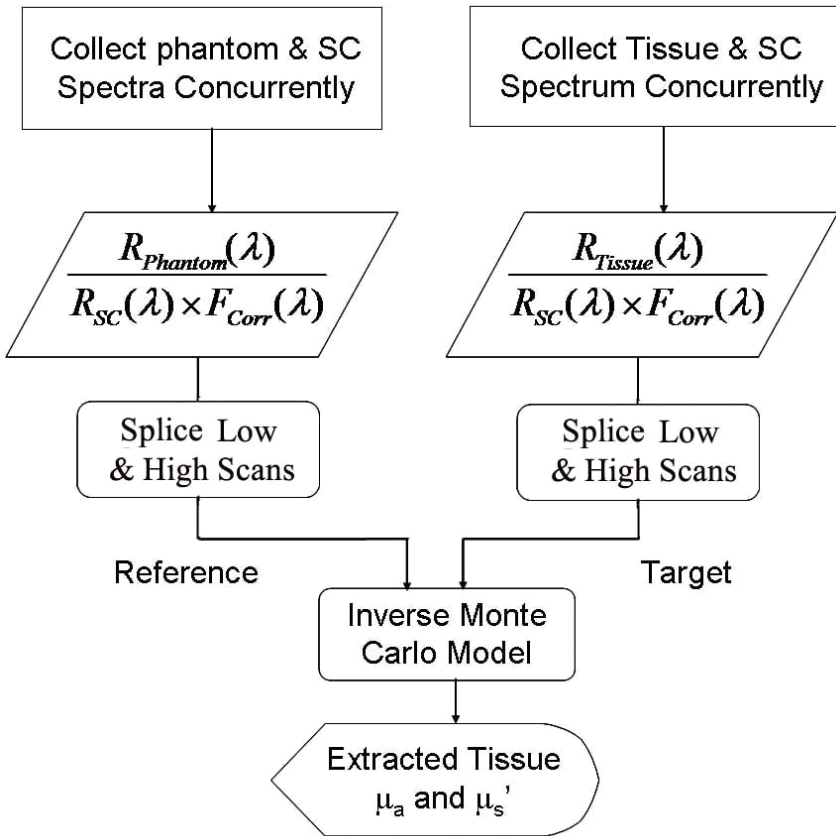 Collect phantom & SC
Spectra Concurrently
Collect Tissue & SC
Spectrum Concurrently
R_Phantom(λ)
R_SC(λ) × F_Corr(λ)
R_Tissue(λ)
R_SC(λ) × F_Corr(λ)
Splice Low
& High Scans
Splice Low
& High Scans
Reference
Target
Inverse Monte
Carlo Model
Extracted Tissue
μa and μs’